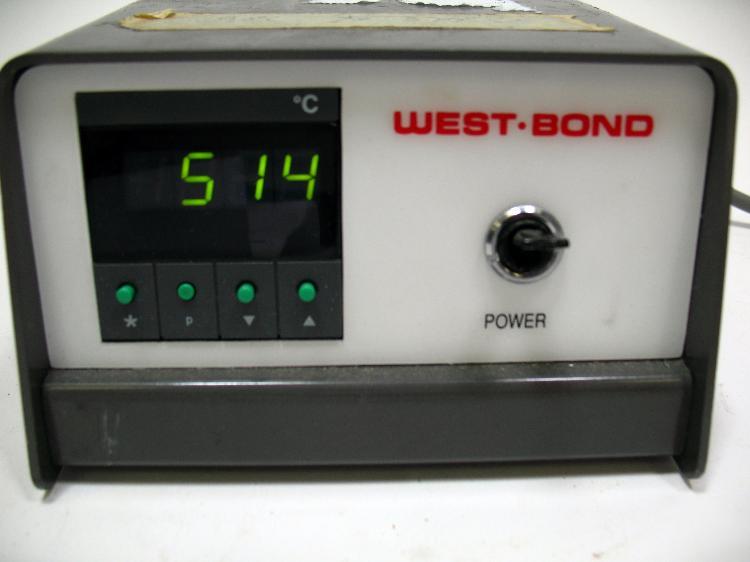 °C
WEST·BOND
514
* P ▼ ▲
POWER